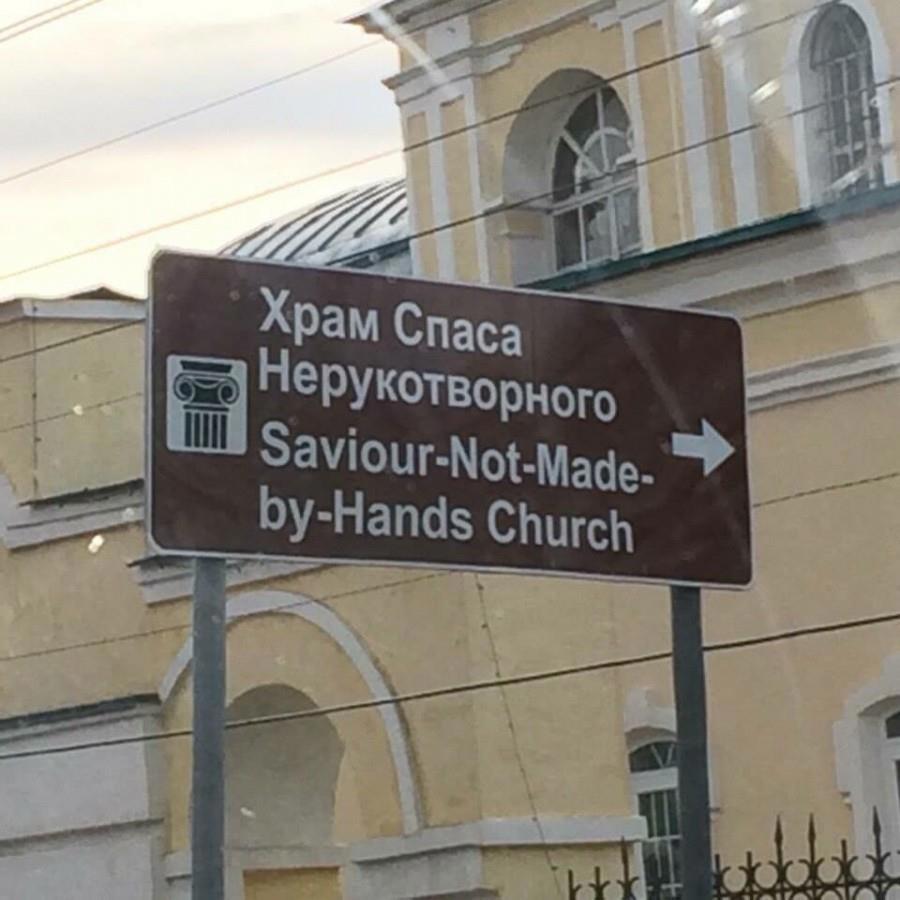 Храм Спаса
Нерукотворного
Saviour-Not-Made-
by-Hands Church